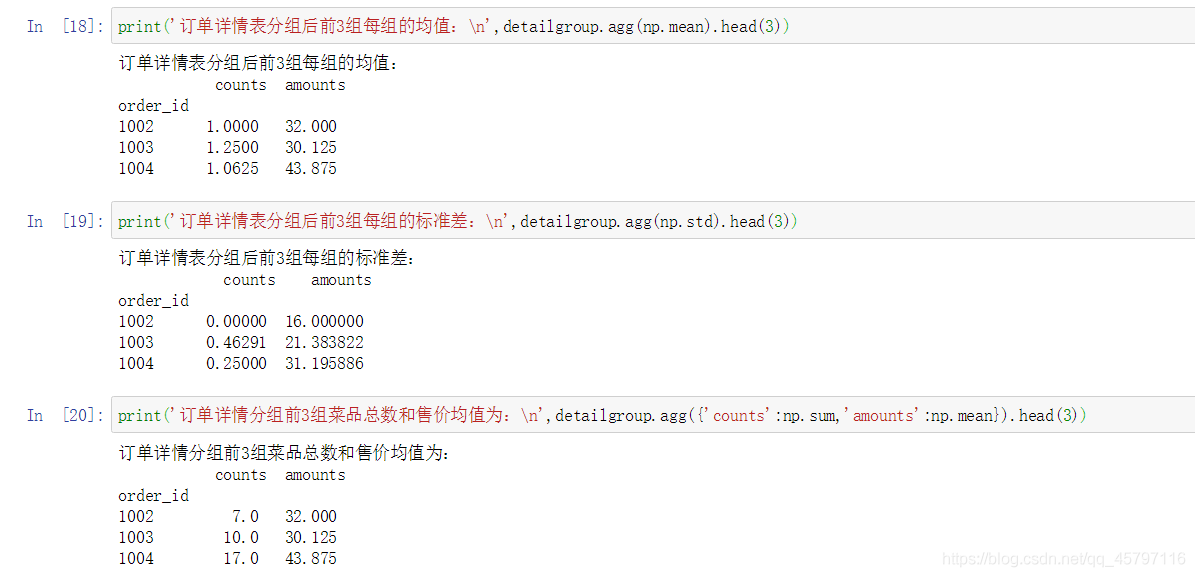 In [18]: print('订单详情表分组后前3组每组的均值：\n',detailgroup.agg(np.mean).head(3))
订单详情表分组后前3组每组的均值：
counts amounts
order_id
1002 1.0000 32.000
1003 1.2500 30.125
1004 1.0625 43.875
In [19]: print('订单详情表分组后前3组每组的标准差：\n',detailgroup.agg(np.std).head(3))
订单详情表分组后前3组每组的标准差：
counts amounts
order_id
1002 0.00000 16.000000
1003 0.46291 21.383822
1004 0.25000 31.195886
In [20]: print('订单详情分组前3组菜品总数和售价均值为：\n',detailgroup.agg({'counts':np.sum,'amounts':np.mean}).head(3))
订单详情分组前3组菜品总数和售价均值为：
counts amounts
order_id
1002 7.0 32.000
1003 10.0 30.125
1004 17.0 43.875
https://blog.csdn.net/qq_45797116